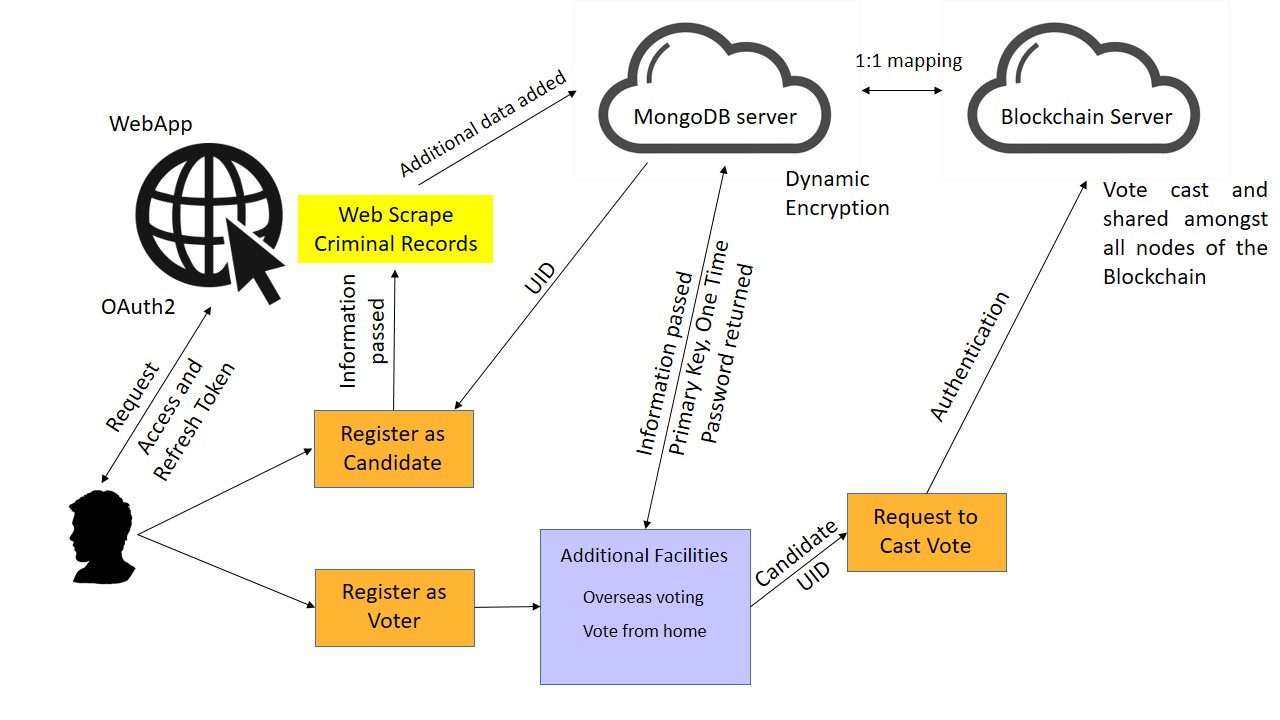 WebApp
OAuth2
Request
Access and
Refresh Token
Web Scrape
Criminal Records
Information
passed
Additional data added
Register as
Candidate
Register as
Voter
UID
MongoDB server
Dynamic
Encryption
1:1 mapping
Blockchain Server
Vote cast and
shared amongst
all nodes of the
Blockchain
Information passed
Primary Key, One Time
Password returned
Additional Facilities
Overseas voting
Vote from home
Candidate
UID
Request to
Cast Vote
Authentication